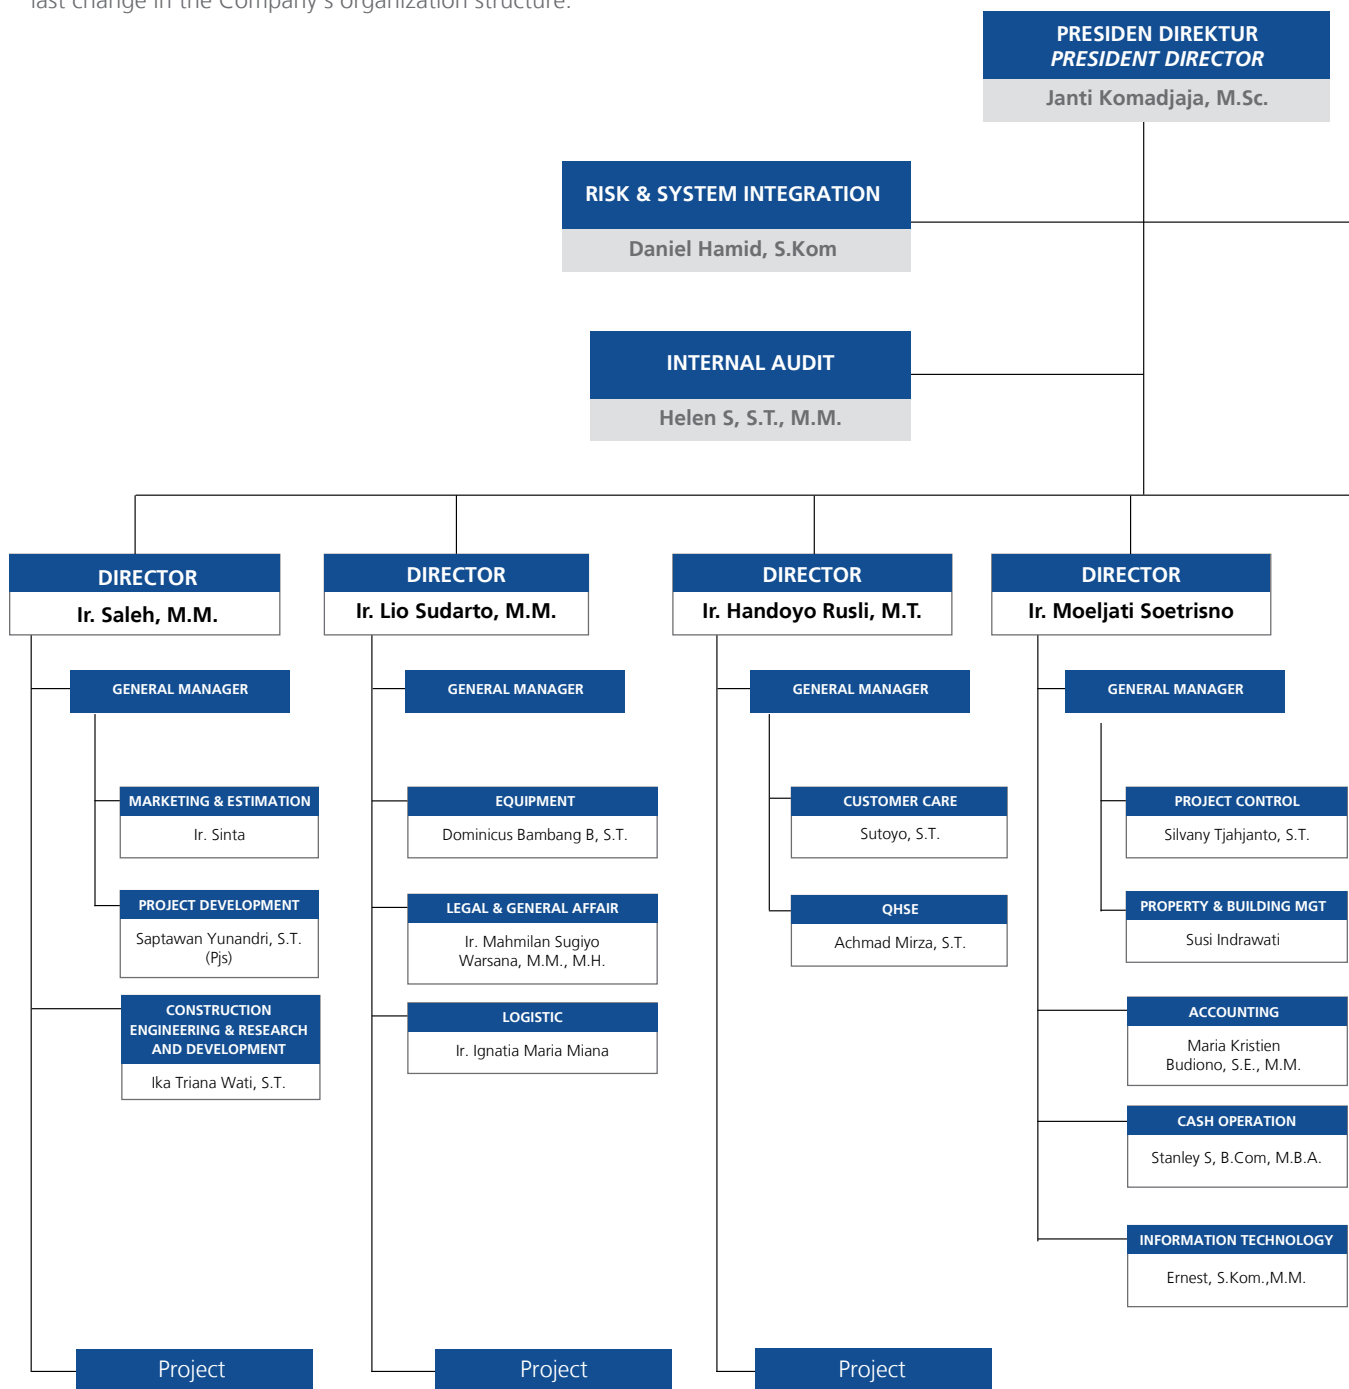 last change in the Company's organization structure.
PRESIDEN DIREKTUR
PRESIDENT DIRECTOR
Janti Komadjaja, M.Sc.
RISK & SYSTEM INTEGRATION
Daniel Hamid, S.Kom
INTERNAL AUDIT
Helen S, S.T., M.M.
DIRECTOR
Ir. Saleh, M.M.
GENERAL MANAGER
MARKETING & ESTIMATION
Ir. Sinta
PROJECT DEVELOPMENT
Saptawan Yunandri, S.T.
(Pjs)
CONSTRUCTION
ENGINEERING & RESEARCH
AND DEVELOPMENT
Ika Triana Wati, S.T.
Project
DIRECTOR
Ir. Lio Sudarto, M.M.
GENERAL MANAGER
EQUIPMENT
Dominicus Bambang B, S.T.
LEGAL & GENERAL AFFAIR
Ir. Mahmilan Sugiyo
Warsana, M.M., M.H.
LOGISTIC
Ir. Ignatia Maria Miana
Project
DIRECTOR
Ir. Handoyo Rusli, M.T.
GENERAL MANAGER
CUSTOMER CARE
Sutoyo, S.T.
QHSE
Achmad Mirza, S.T.
Project
DIRECTOR
Ir. Moeljati Soetrisno
GENERAL MANAGER
PROJECT CONTROL
Silvany Tjahjanto, S.T.
PROPERTY & BUILDING MGT
Susi Indrawati
ACCOUNTING
Maria Kristien
Budiono, S.E., M.M.
CASH OPERATION
Stanley S, B.Com, M.B.A.
INFORMATION TECHNOLOGY
Ernest, S.Kom.,M.M.